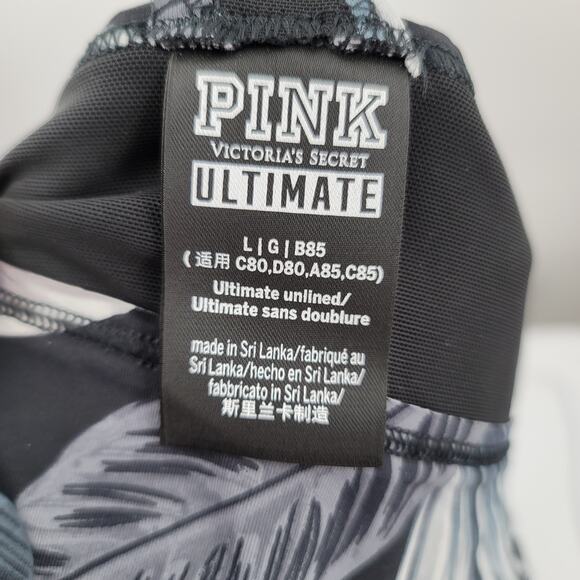 PINK
VICTORIA'S SECRET
ULTIMATE
L | G | B85
(适用 C80,D80,A85,C85)
Ultimate unlined/
Ultimate sans doublure
made in Sri Lanka/fabriqué au
Sri Lanka/hecho en Sri Lanka/
fabbricato in Sri Lanka/
斯里兰卡制造